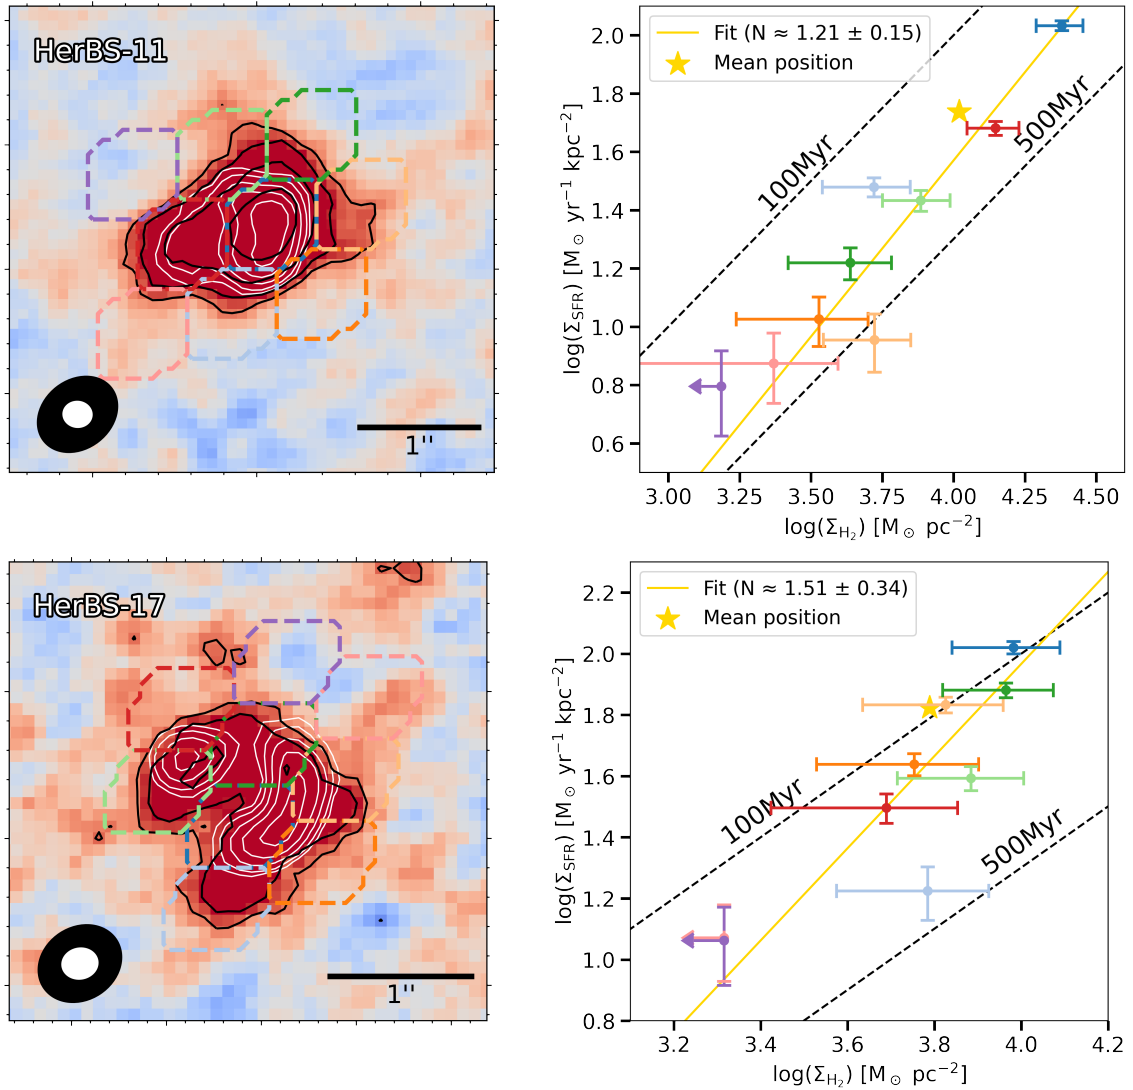 HerBS-11
1''
Fit (N ≈ 1.21 ± 0.15)
Mean position
100Myr
500Myr
log(Σ_SFR) [M_⊙ yr⁻¹ kpc⁻²]
2.0
1.8
1.6
1.4
1.2
1.0
0.8
0.6
3.00 3.25 3.50 3.75 4.00 4.25 4.50
log(Σ_H₂) [M_⊙ pc⁻²]
HerBS-17
1''
Fit (N ≈ 1.51 ± 0.34)
Mean position
100Myr
500Myr
log(Σ_SFR) [M_⊙ yr⁻¹ kpc⁻²]
2.2
2.0
1.8
1.6
1.4
1.2
1.0
0.8
3.2 3.4 3.6 3.8 4.0 4.2
log(Σ_H₂) [M_⊙ pc⁻²]